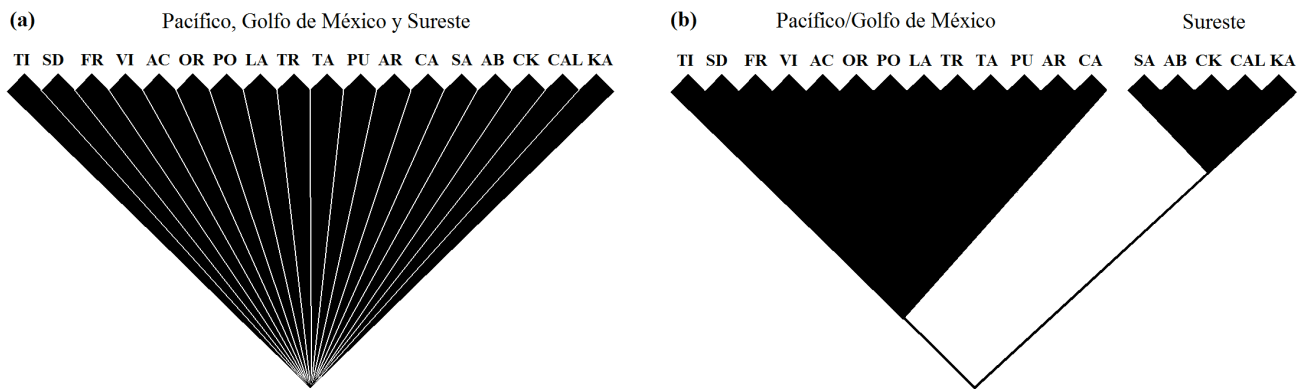 (a) Pacífico, Golfo de México y Sureste
TI SD FR VI AC OR PO LA TR TA PU AR CA SA AB CK CAL KA
(b) Pacífico/Golfo de México Sureste
TI SD FR VI AC OR PO LA TR TA PU AR CA SA AB CK CAL KA